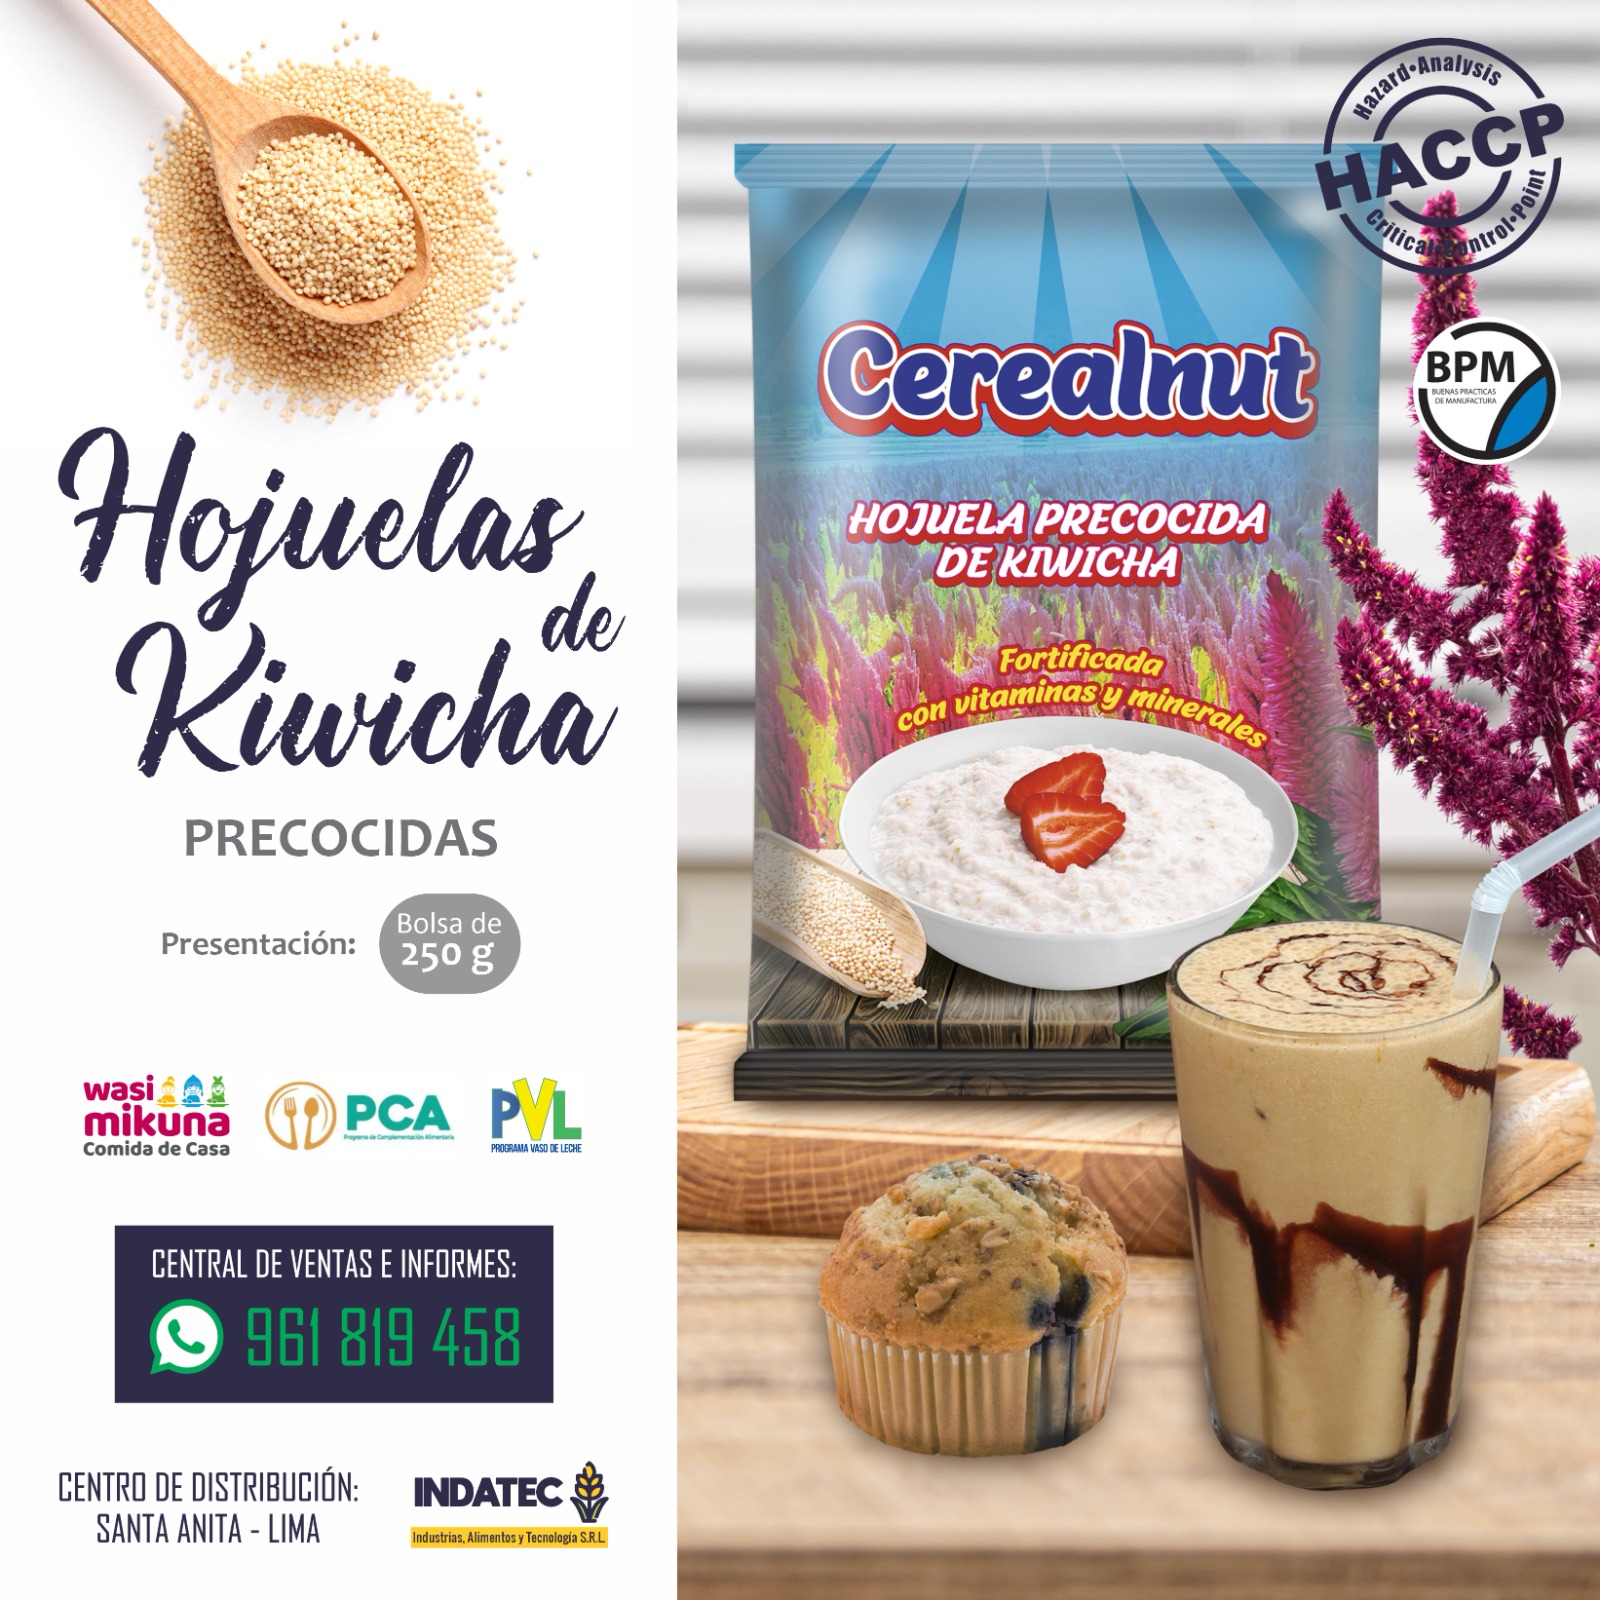 Hojuelas
de
Kiwicha
PRECOCIDAS
Presentación:
Bolsa de
250 g
wasi
mikuna
Comida de Casa
PCA
Programa de Complementación Alimentaria
PVL
PROGRAMA VASO DE LECHE
CENTRAL DE VENTAS E INFORMES:
961 819 458
CENTRO DE DISTRIBUCIÓN:
SANTA ANITA - LIMA
INDATEC
Industrias, Alimentos y Tecnología S.R.L.
Hazard•Analysis
HACCP
Critical•Control•Point
BPM
BUENAS PRACTICAS
DE MANUFACTURA
Cerealnut
HOJUELA PRECOCIDA
DE KIWICHA
Fortificada
con vitaminas y minerales